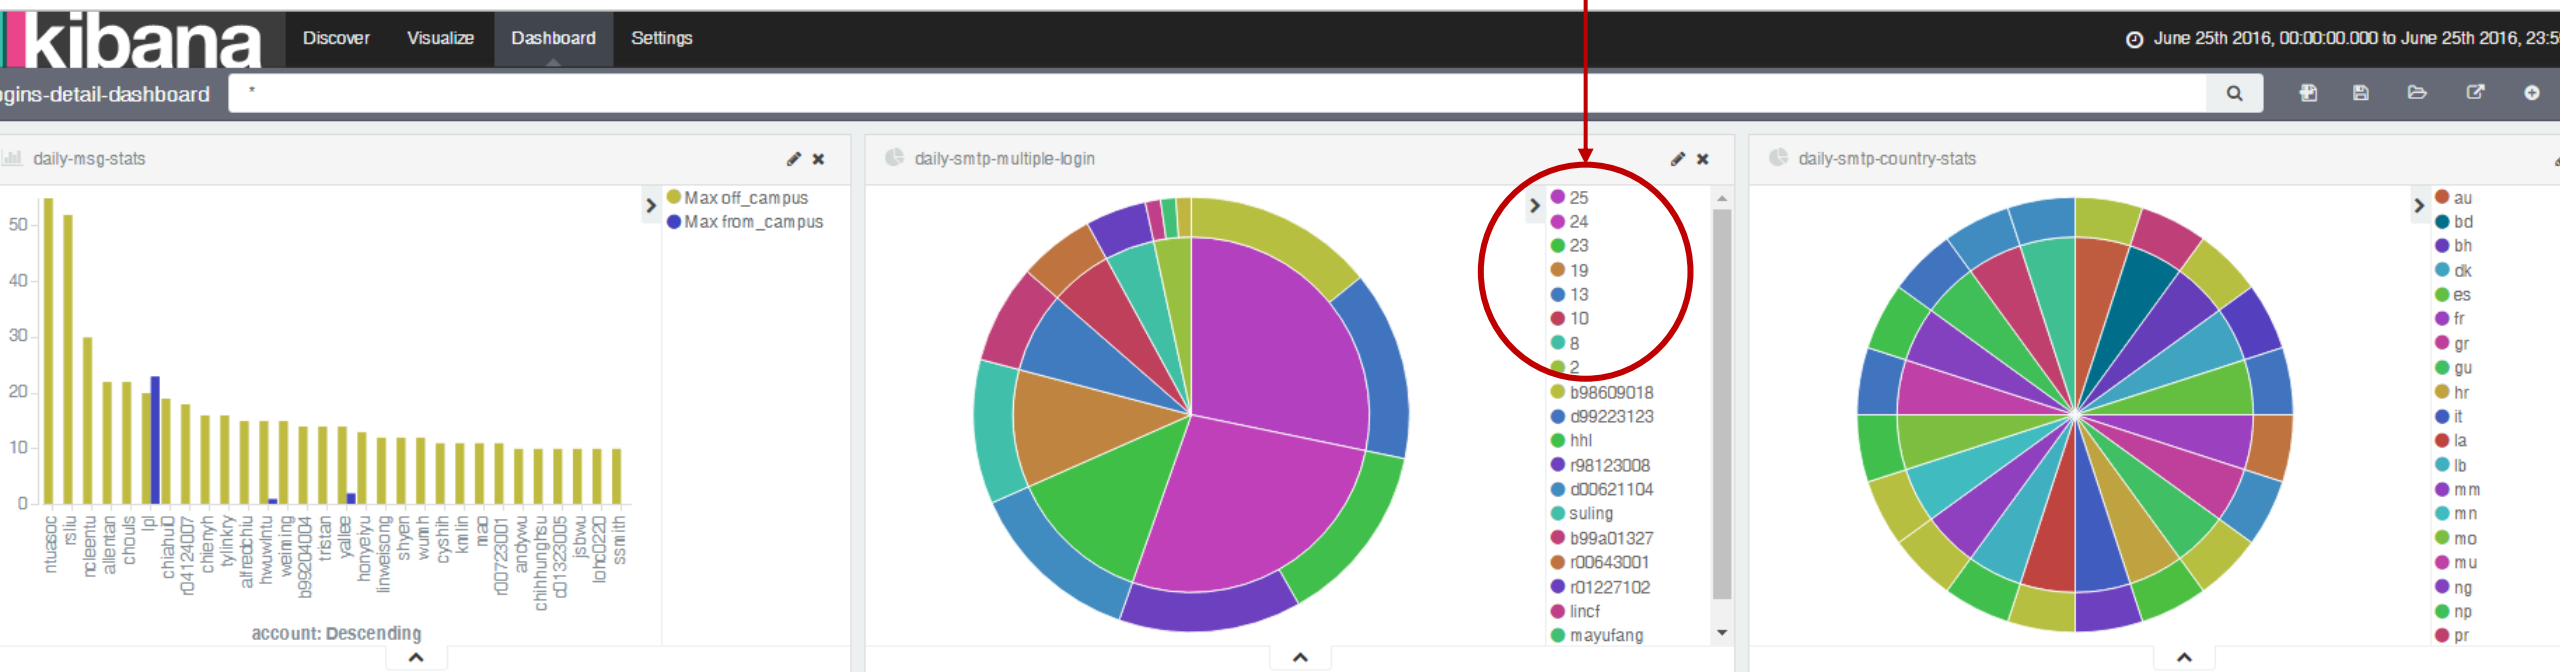 kibana
Discover
Visualize
Dashboard
Settings
June 25th 2016, 00:00:00.000 to June 25th 2016, 23:5
gins-detail-dashboard
*
daily-msg-stats
Max off_campus
Max from_campus
50
40
30
20
10
0
ntuasoc
rsliu
ncleentu
allentan
chouls
lpl
chiahui0
r04124007
chienyh
tylinkry
alfredchiu
hwuwlntu
weiming
b99204004
tristan
yallee
honyeiyu
linweisong
shyen
wumh
cyshih
kmin
mao
r00723001
andywu
chihhunghsu
d01323005
jsbwu
loho0220
ssmith
account: Descending
daily-smtp-multiple-login
25
24
23
19
13
10
8
2
b98609018
d99223123
hhl
r98123008
d00621104
suling
b99a01327
r00643001
r01227102
lincf
mayufang
daily-smtp-country-stats
au
bd
bh
dk
es
fr
gr
gu
hr
it
la
lb
mm
mn
mo
mu
ng
np
pr